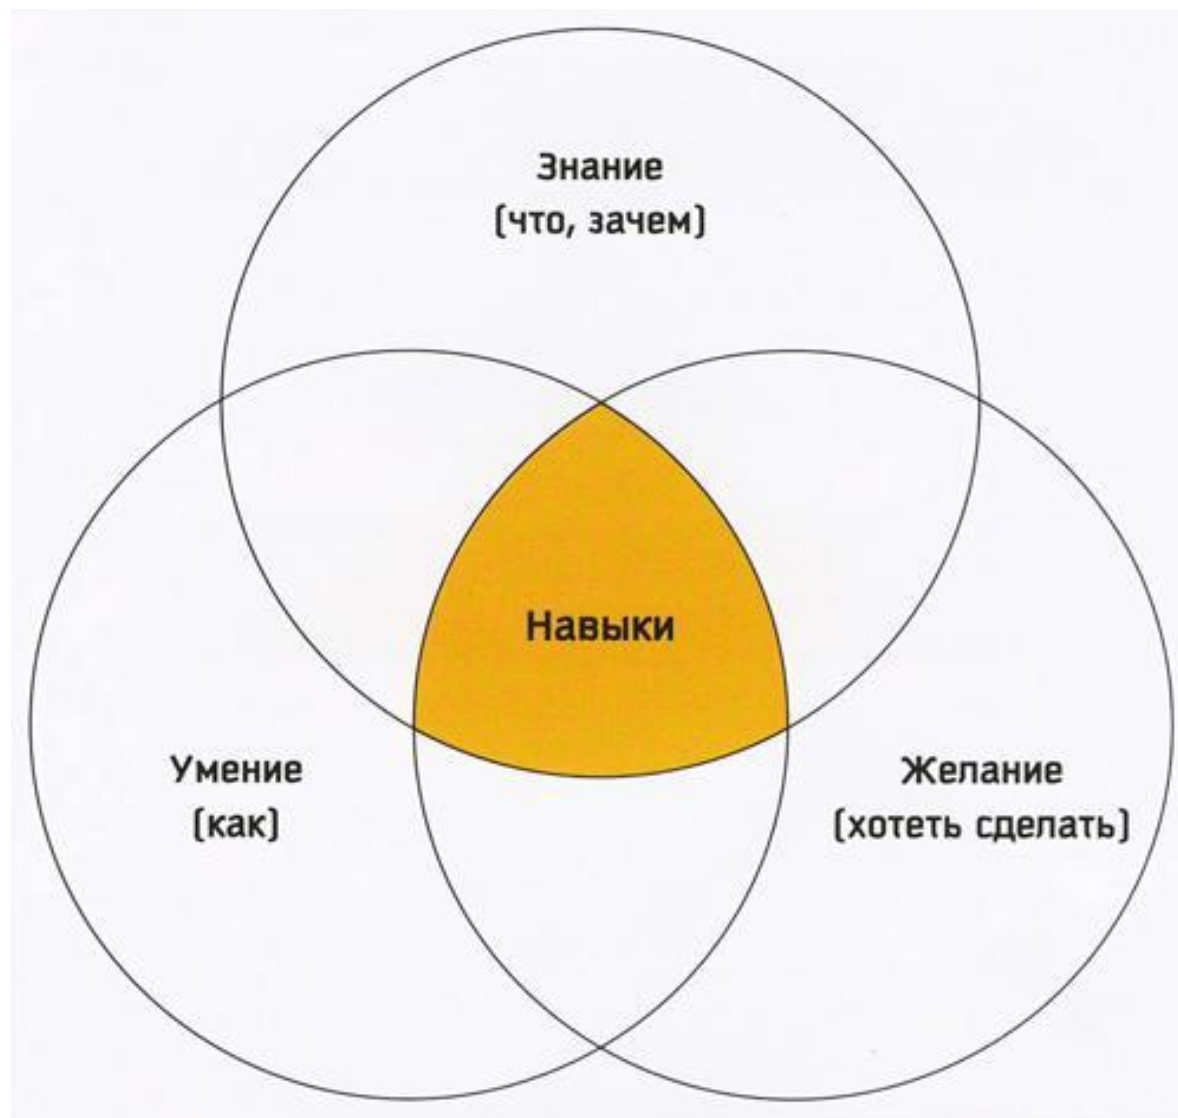 Знание
(что, зачем)
Навыки
Умение
(как)
Желание
(хотеть сделать)